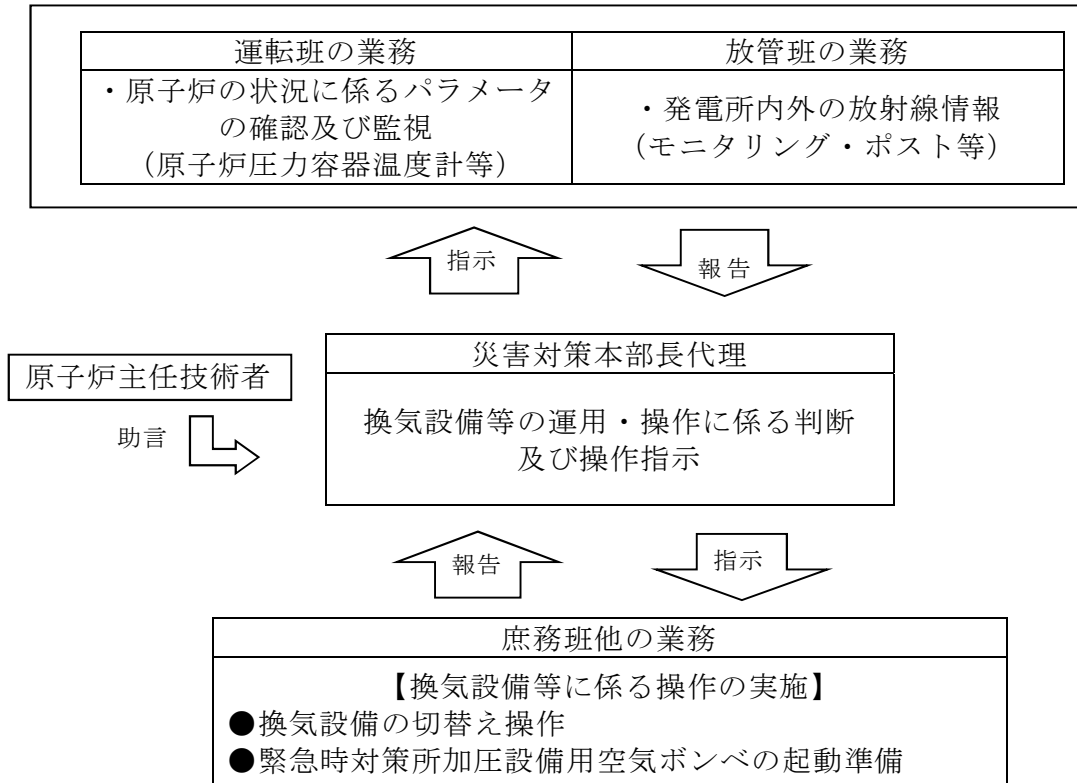 運転班の業務
放管班の業務
・原子炉の状況に係るパラメータ
の確認及び監視
(原子炉圧力容器温度計等)
・発電所内外の放射線情報
(モニタリング・ポスト等)
指示
報告
原子炉主任技術者
助言
災害対策本部長代理
換気設備等の運用・操作に係る判断
及び操作指示
報告
指示
庶務班他の業務
【換気設備等に係る操作の実施】
●換気設備の切替え操作
●緊急時対策所加圧設備用空気ボンベの起動準備